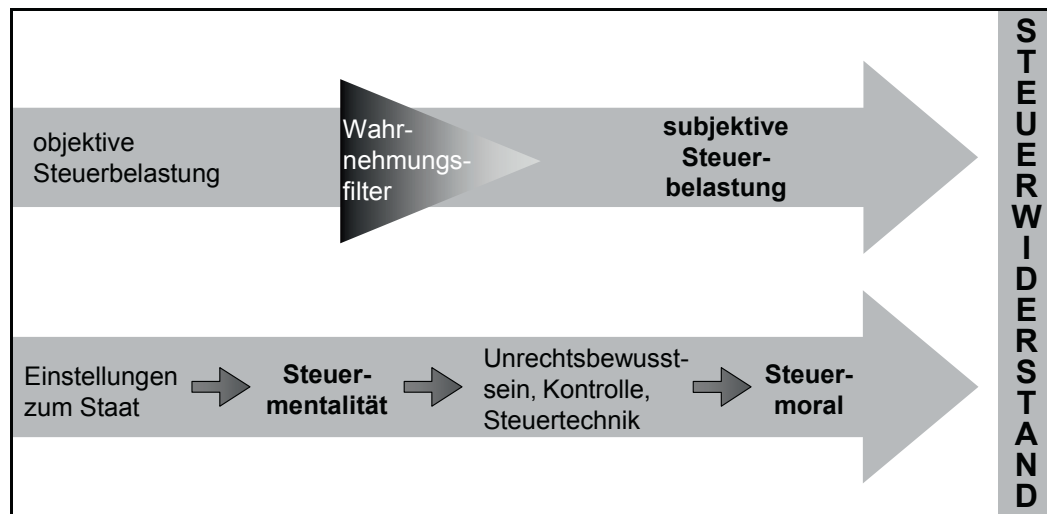 objektive
Steuerbelastung
Wahr-
nehmungs-
filter
subjektive
Steuer-
belastung
Einstellungen
zum Staat
Steuer-
mentalität
Unrechtsbewusst-
sein, Kontrolle,
Steuertechnik
Steuer-
moral
STEUERWIDERSTAND